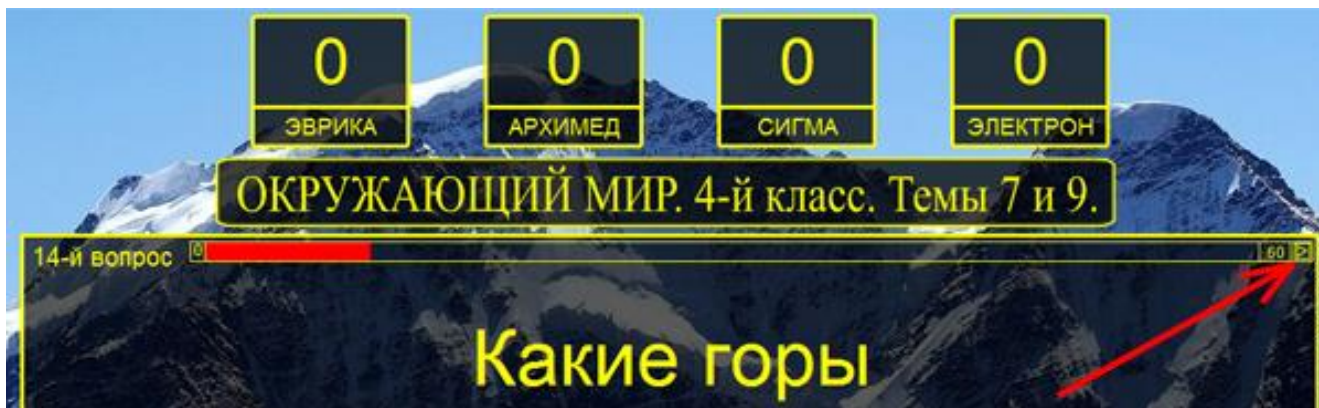 0 0 0 0
ЭВРИКА АРХИМЕД СИГМА ЭЛЕКТРОН
ОКРУЖАЮЩИЙ МИР. 4-й класс. Темы 7 и 9.
14-й вопрос 0 60 >
Какие горы